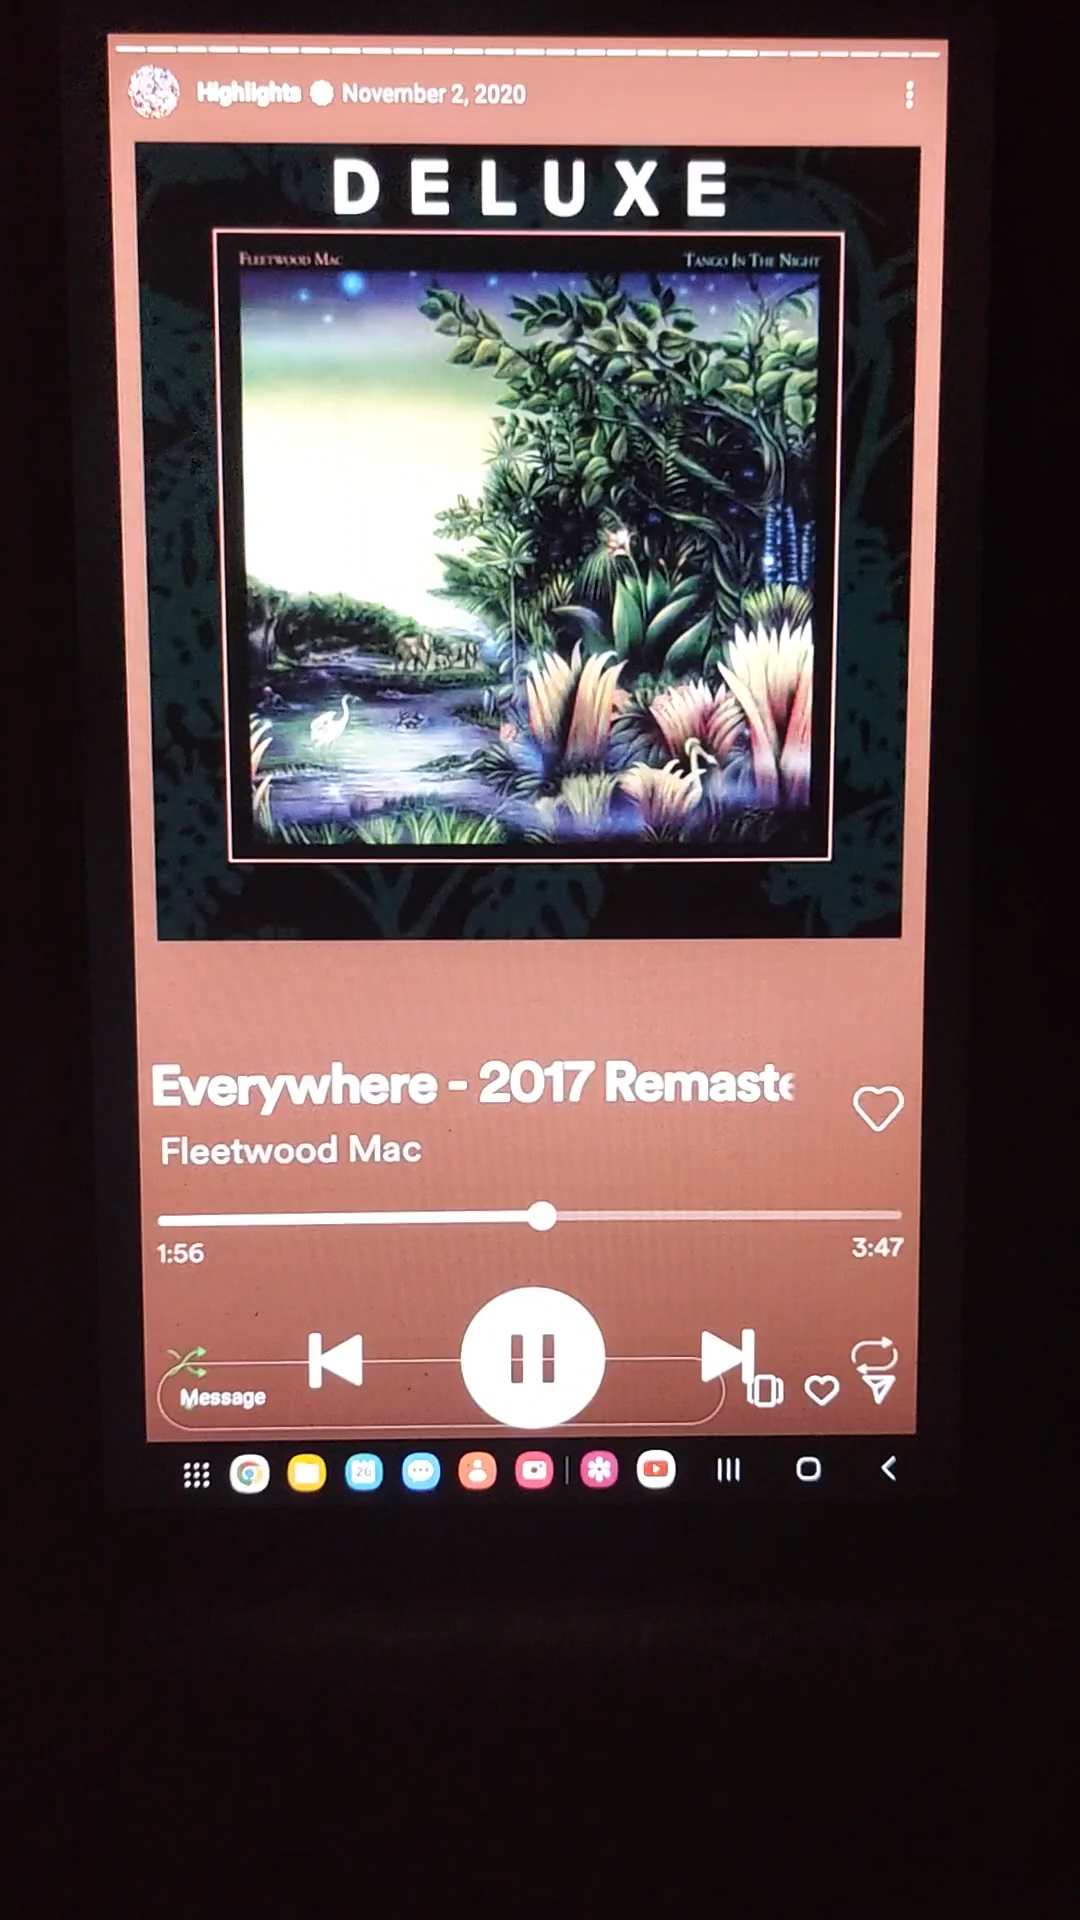 Highlights November 2, 2020
DELUXE
FLEETWOOD MAC TANGO IN THE NIGHT
Everywhere - 2017 Remaste
Fleetwood Mac
1:56 3:47
Message
26